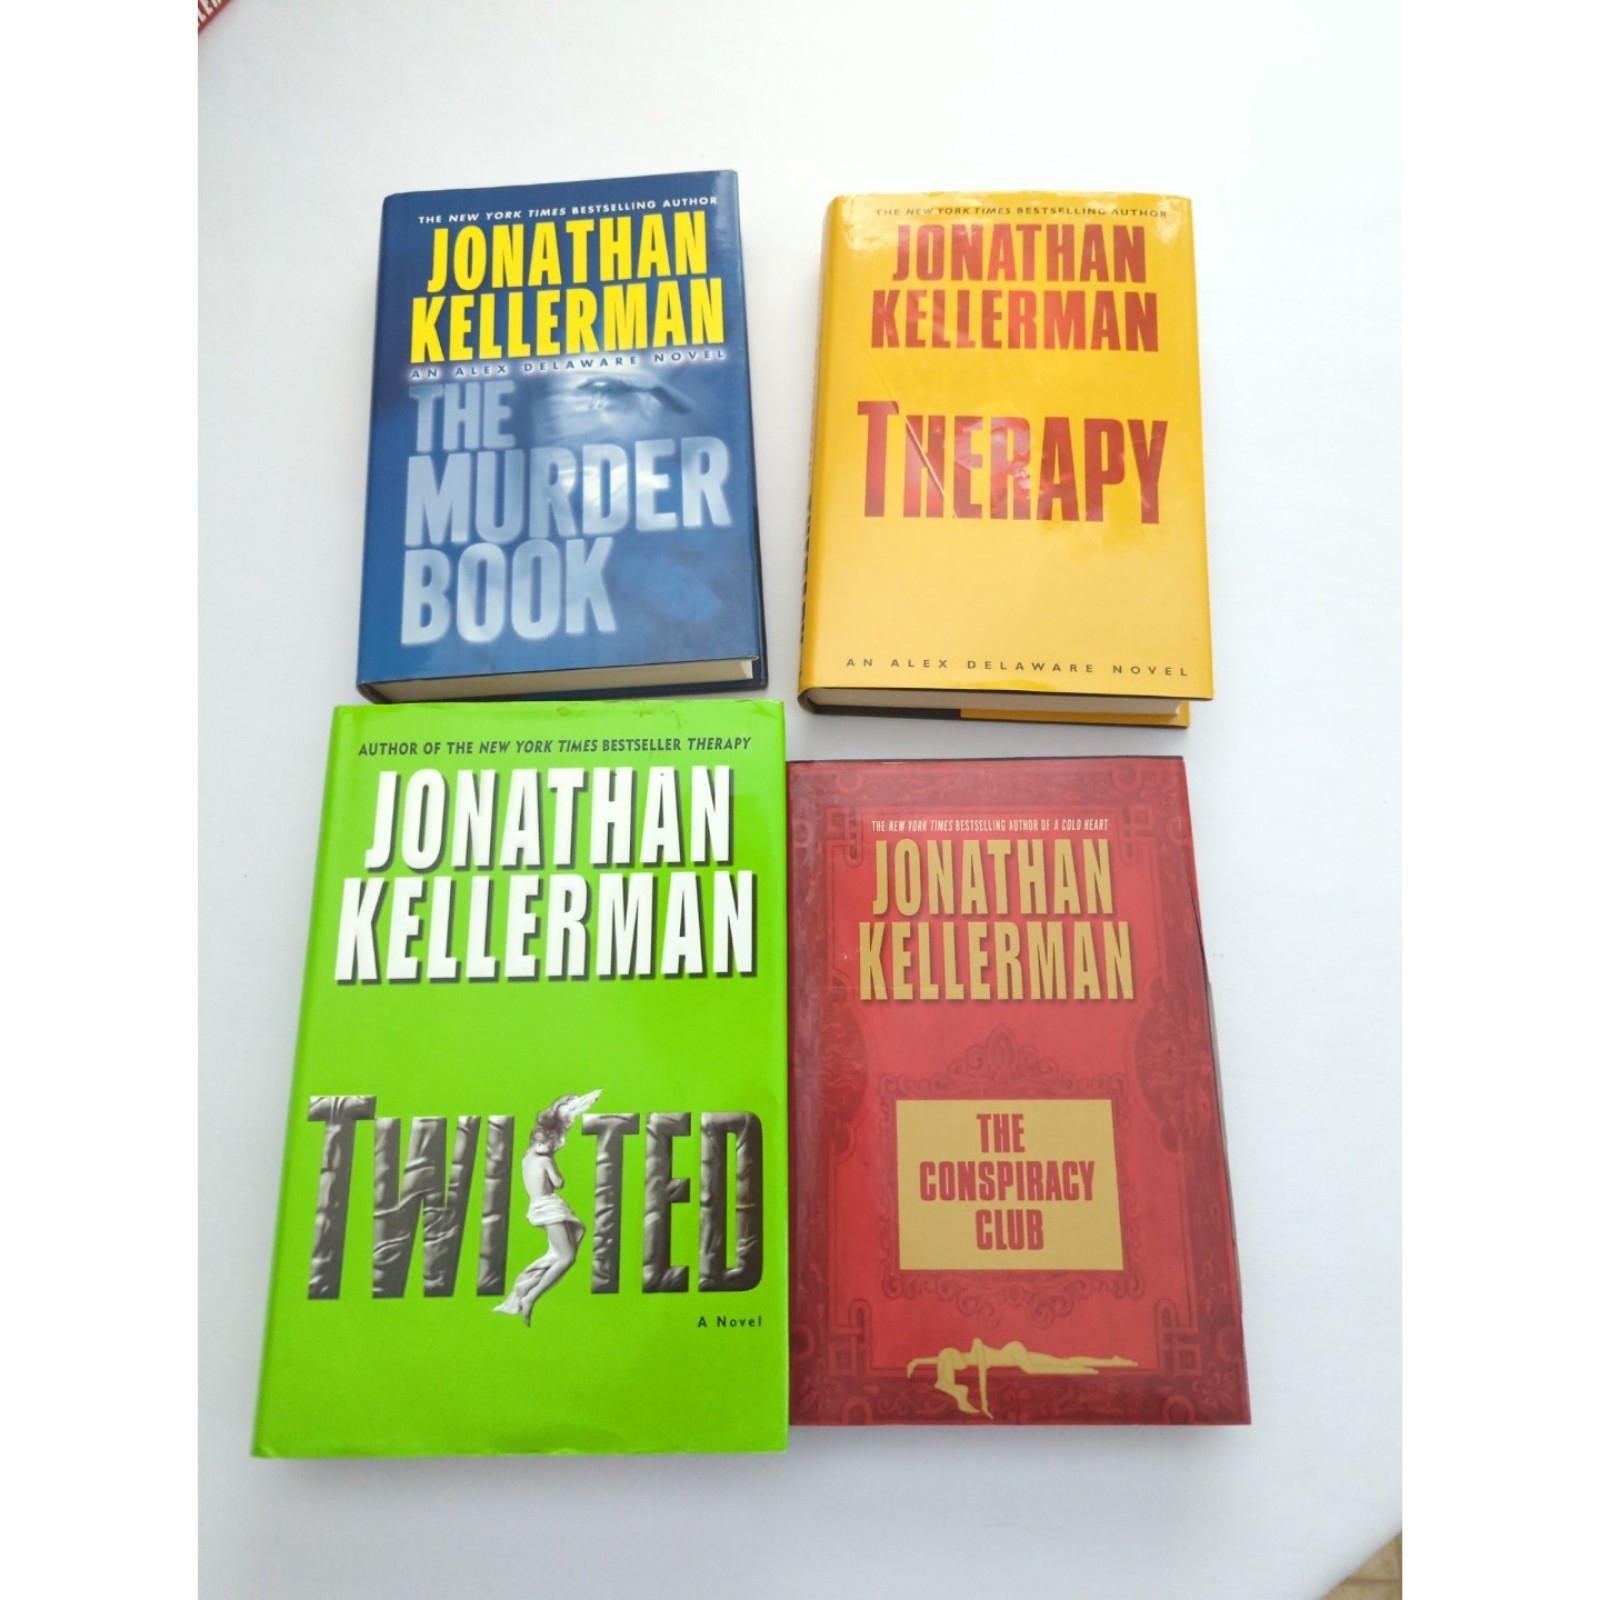 THE NEW YORK TIMES BESTSELLING AUTHOR
JONATHAN
KELLERMAN
AN ALEX DELAWARE NOVEL
THE
MURDER
BOOK
THE NEW YORK TIMES BESTSELLING AUTHOR
JONATHAN
KELLERMAN
THERAPY
AN ALEX DELAWARE NOVEL
AUTHOR OF THE NEW YORK TIMES BESTSELLER THERAPY
JONATHAN
KELLERMAN
TWISTED
A Novel
THE NEW YORK TIMES BESTSELLING AUTHOR OF A COLD HEART
JONATHAN
KELLERMAN
THE
CONSPIRACY
CLUB